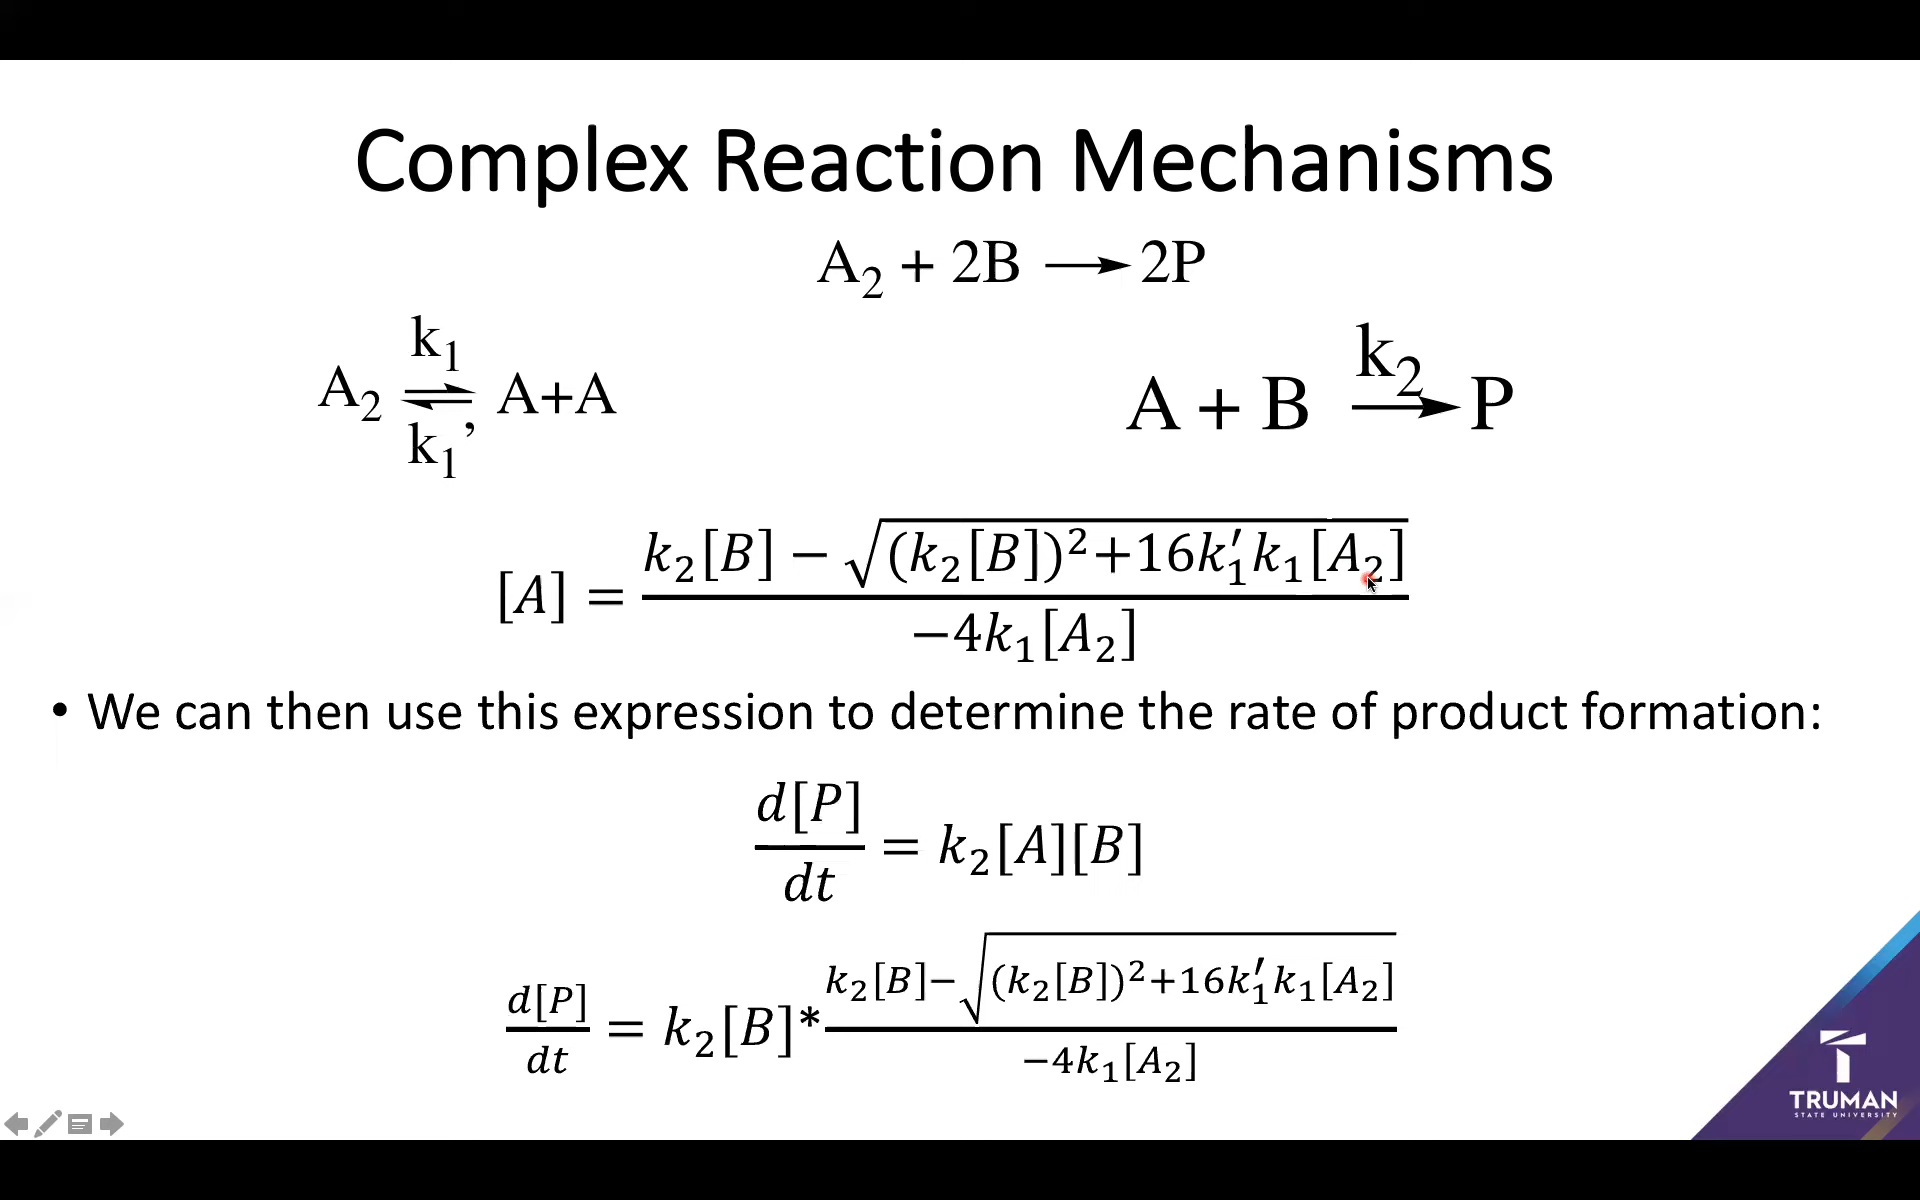 Complex Reaction Mechanisms
A₂ + 2B ⟶ 2P
k₁
A₂ ⇌ A+A
k₁'
k₂
A + B ⟶ P
[A] = (k₂[B] − √((k₂[B])²+16k₁′k₁[A₂])) / (−4k₁[A₂])
• We can then use this expression to determine the rate of product formation:
d[P]/dt = k₂[A][B]
d[P]/dt = k₂[B]* (k₂[B]−√((k₂[B])²+16k₁′k₁[A₂])) / (−4k₁[A₂])
TRUMAN
STATE UNIVERSITY